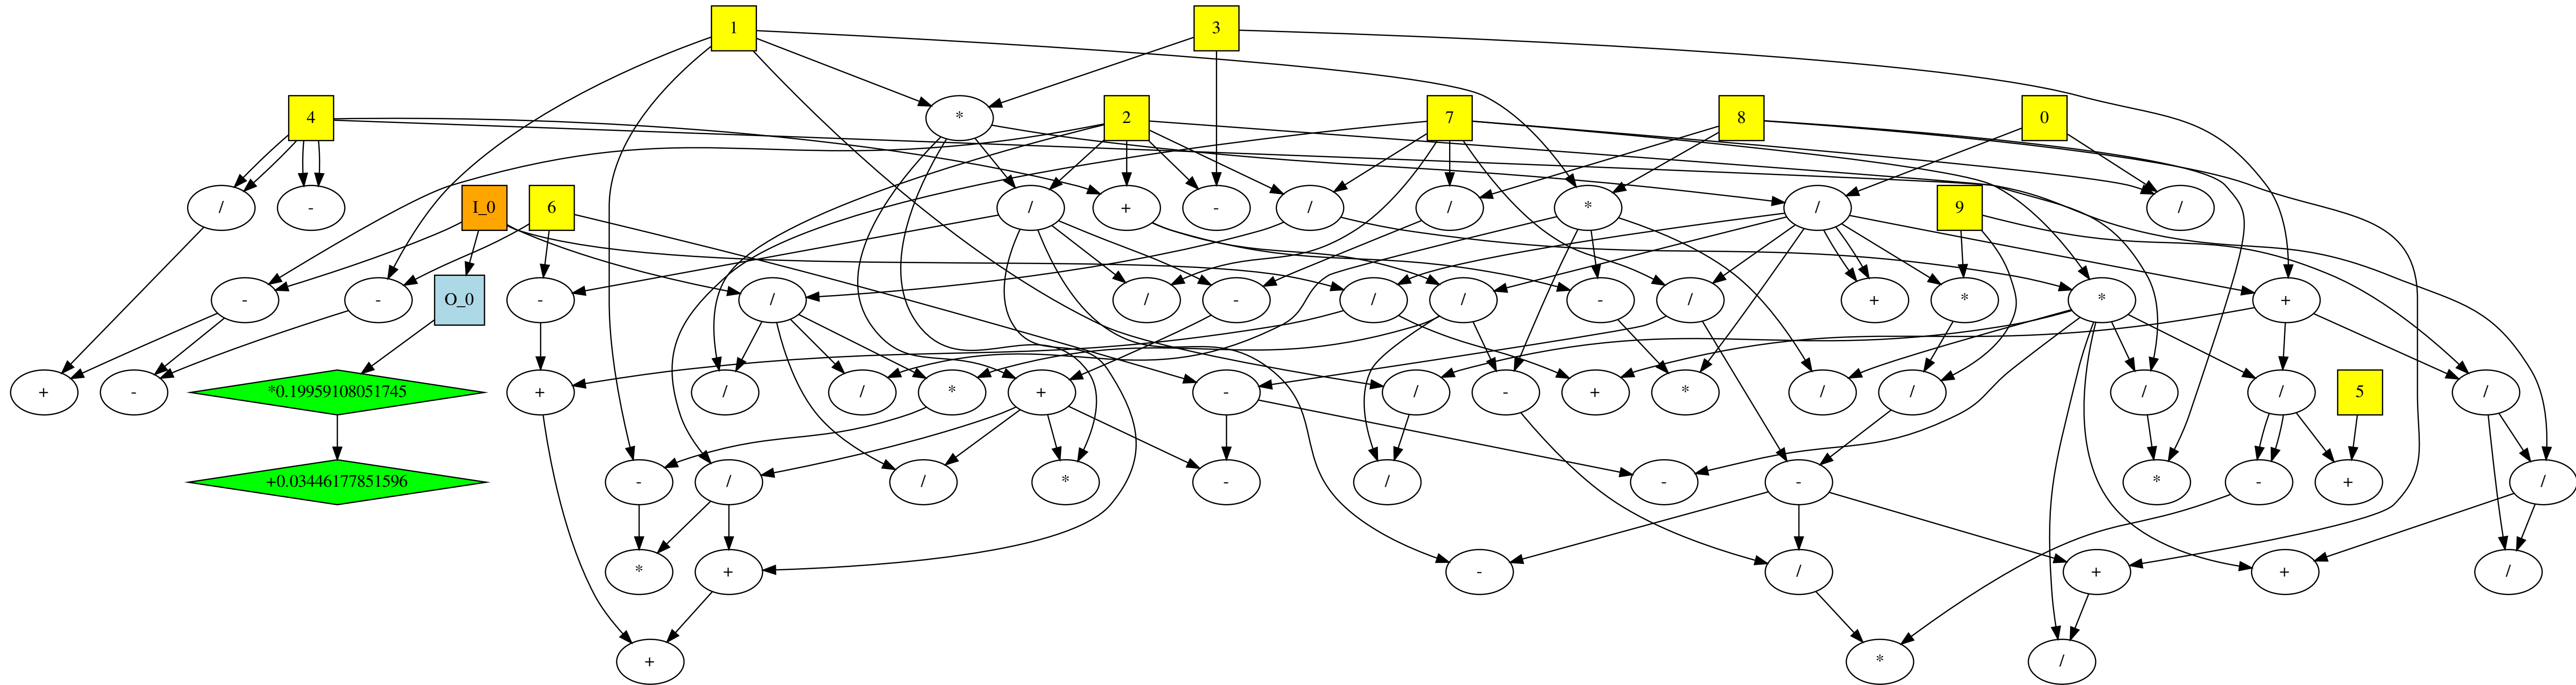 1 3
4 2 7 8 0
* 
I_0 6 9
/ - / + - / / * / /
- - O_0 - / / - / / - / + * * +
+ - *0.19959108051745 + / / * + - / - + * / / / / 5 /
+0.03446177851596 - / / * - / - - * - + /
* + - / + + /
+ * /